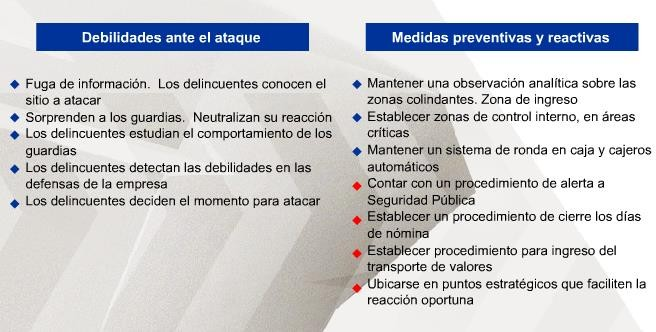 Debilidades ante el ataque
Fuga de información. Los delincuentes conocen el
sitio a atacar
Sorprenden a los guardias. Neutralizan su reacción
Los delincuentes estudian el comportamiento de los
guardias
Los delincuentes detectan las debilidades en las
defensas de la empresa
Los delincuentes deciden el momento para atacar
Medidas preventivas y reactivas
Mantener una observación analítica sobre las
zonas colindantes. Zona de ingreso
Establecer zonas de control interno, en áreas
críticas
Mantener un sistema de ronda en caja y cajeros
automáticos
Contar con un procedimiento de alerta a
Seguridad Pública
Establecer un procedimiento de cierre los días
de nómina
Establecer procedimiento para ingreso del
transporte de valores
Ubicarse en puntos estratégicos que faciliten la
reacción oportuna